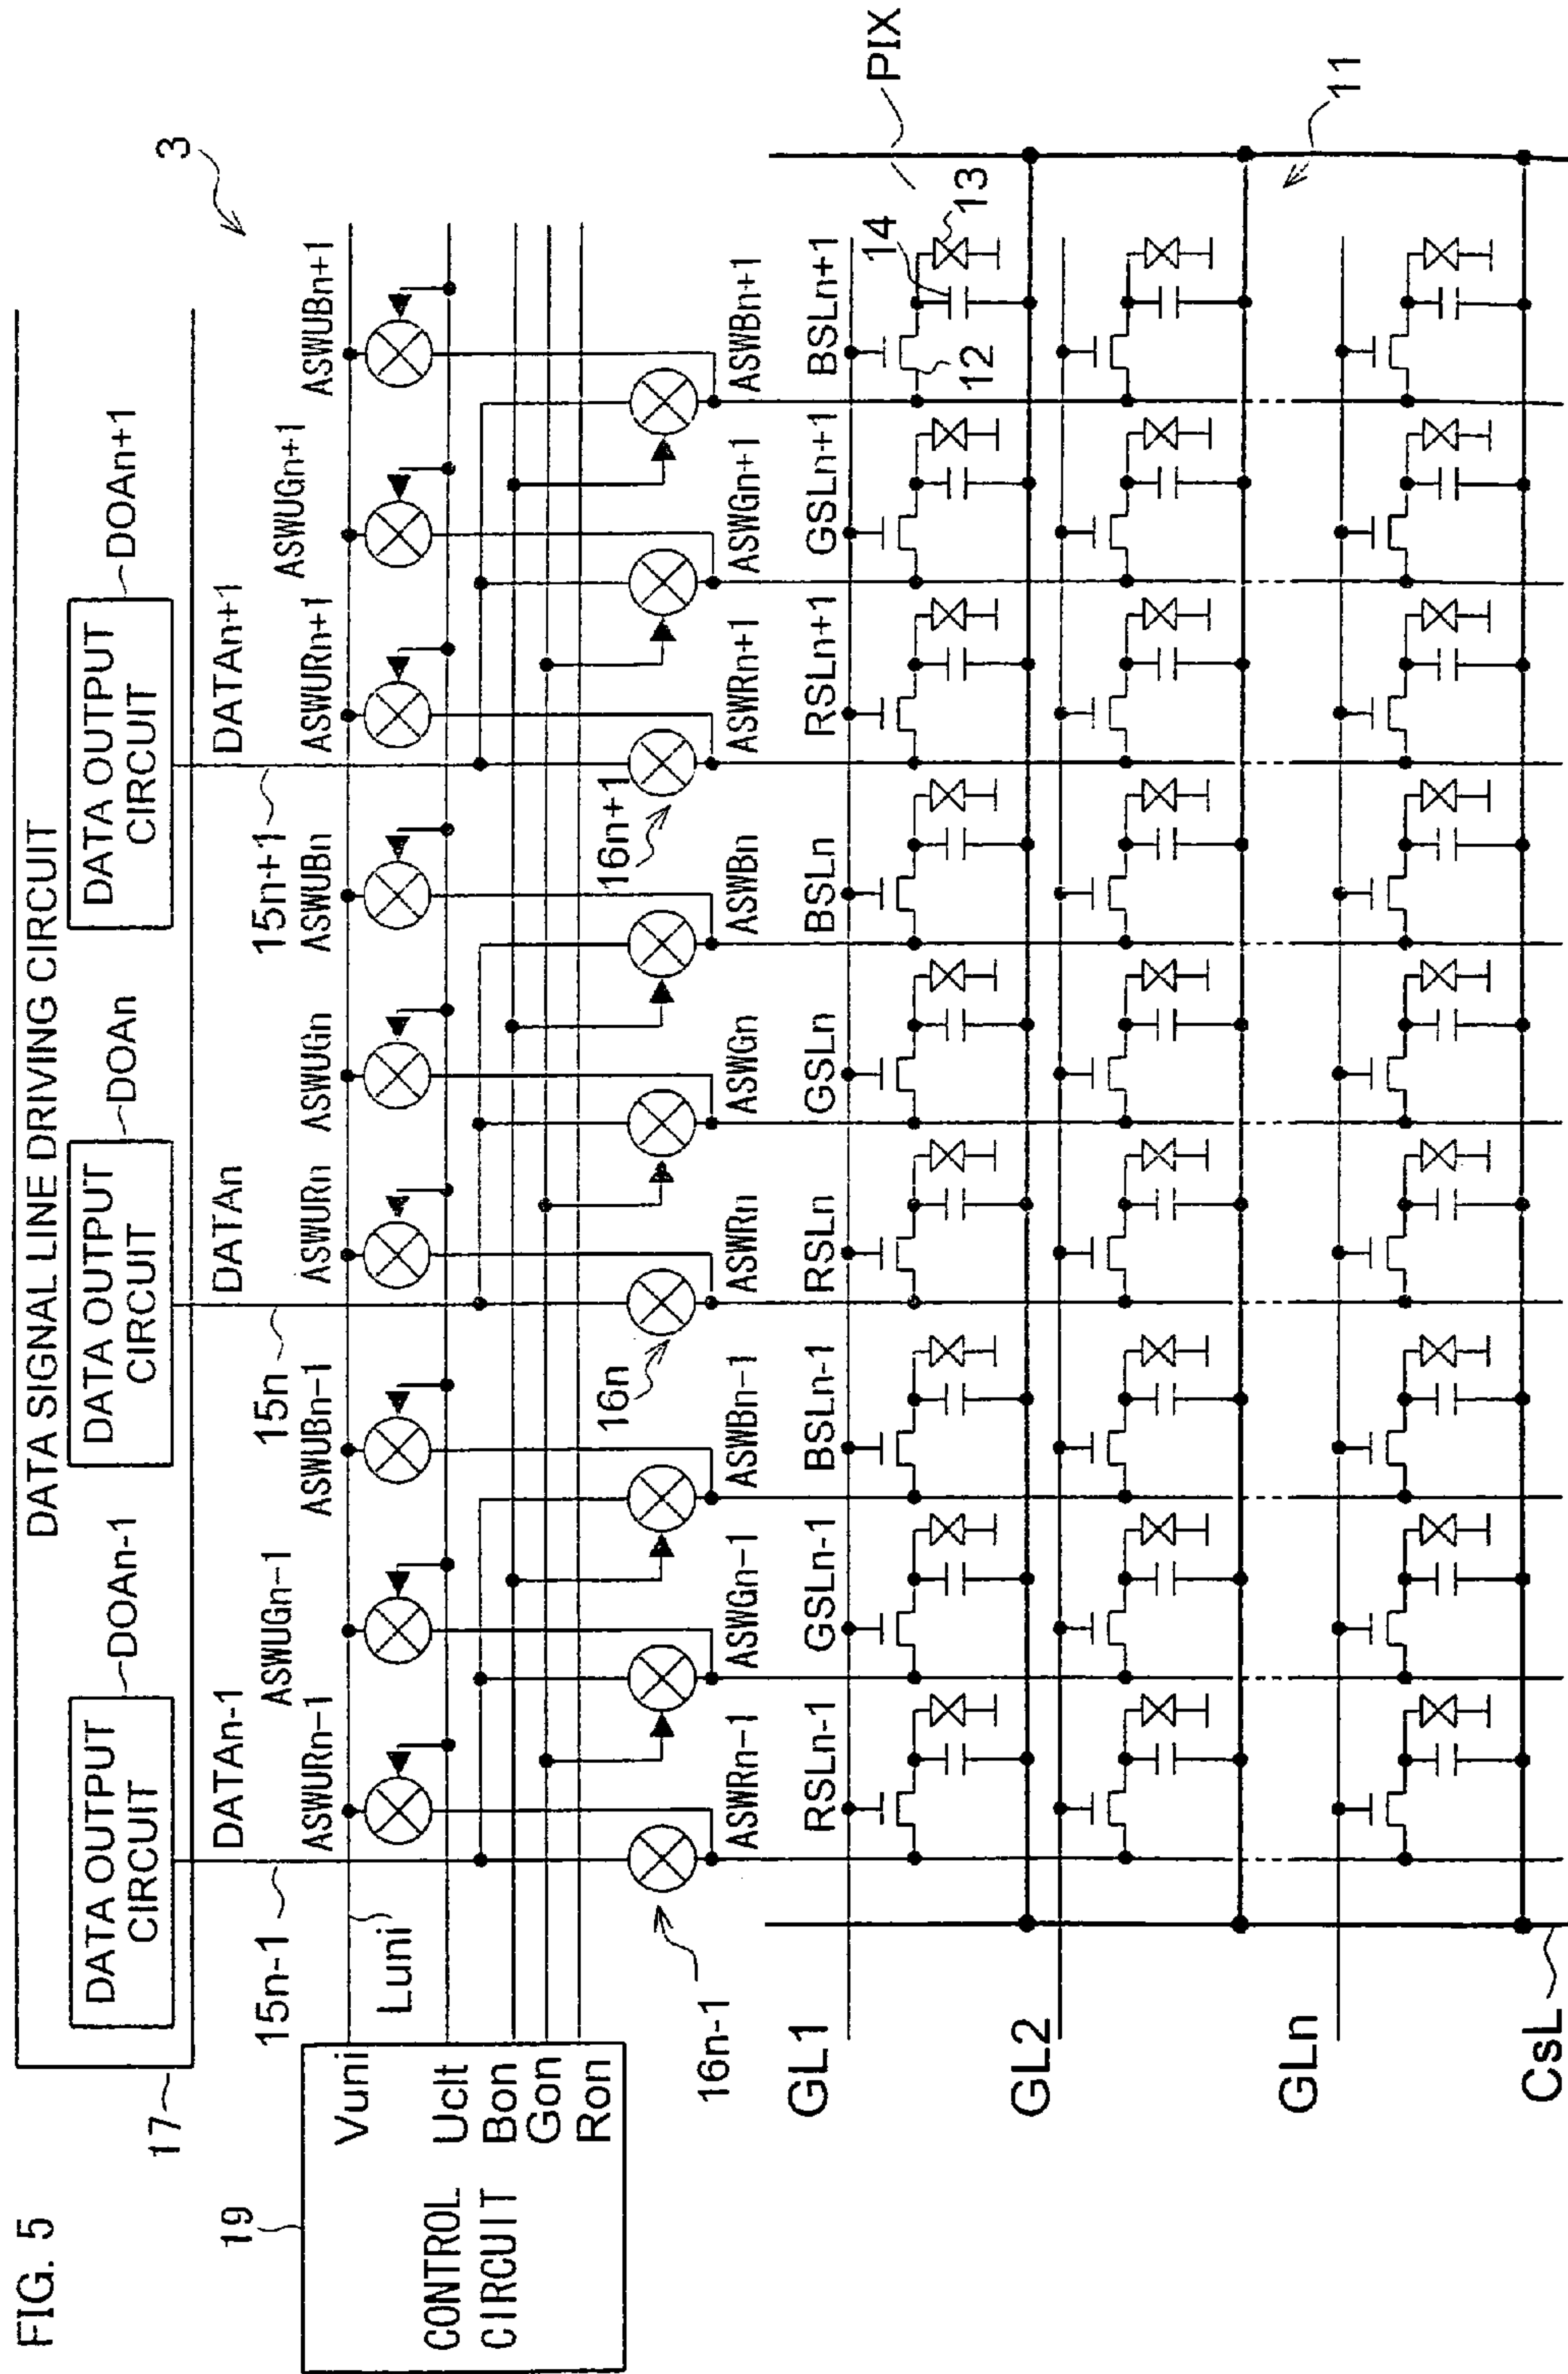 FIG. 5
3
DATA SIGNAL LINE DRIVING CIRCUIT
17
DATA OUTPUT
CIRCUIT
DOAn-1
DATA OUTPUT
CIRCUIT
DOAn
DATA OUTPUT
CIRCUIT
DOAn+1
15n-1
DATAn-1
15n
DATAn
15n+1
DATAn+1
ASWURn-1
ASWUGn-1
ASWUBn-1
ASWURn
ASWUGn
ASWUBn
ASWURn+1
ASWUGn+1
ASWUBn+1
19
CONTROL
CIRCUIT
Vuni
Luni
Uclt
Bon
Gon
Ron
16n-1
16n
16n+1
ASWRn-1
ASWGn-1
ASWBn-1
ASWRn
ASWGn
ASWBn
ASWRn+1
ASWGn+1
ASWBn+1
RSLn-1
GSLn-1
BSLn-1
RSLn
GSLn
BSLn
RSLn+1
GSLn+1
BSLn+1
PIX
GL1
12
14
13
GL2
11
GLn
CsL